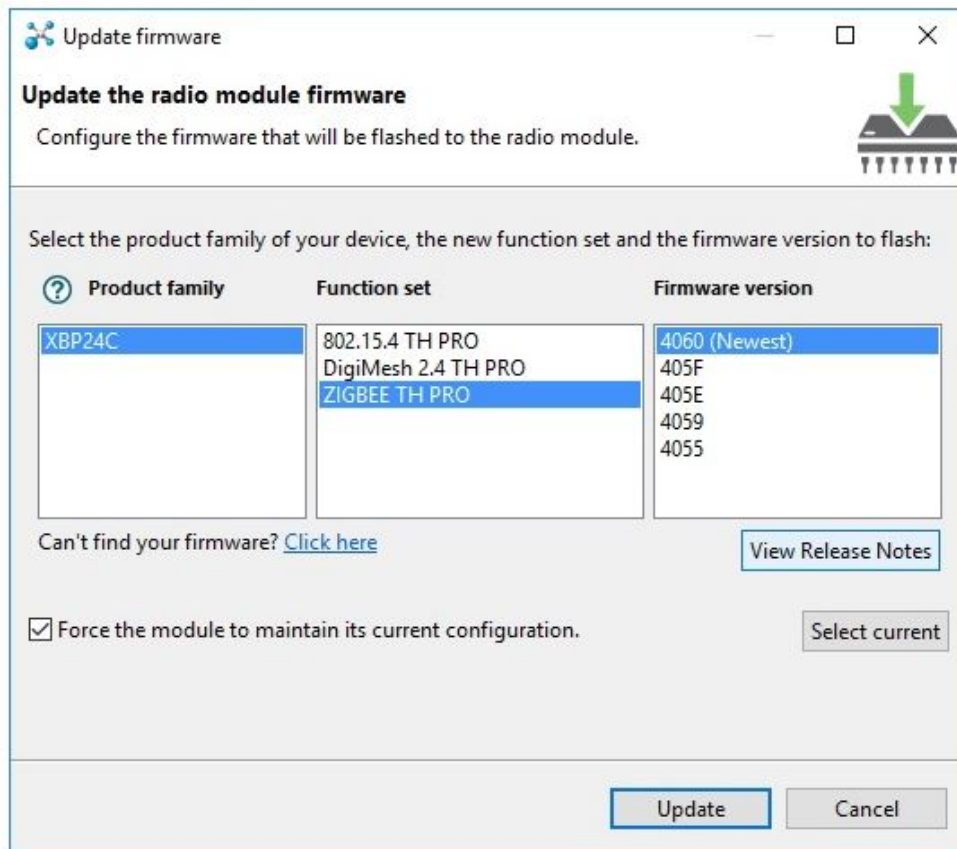 Update firmware
Update the radio module firmware
Configure the firmware that will be flashed to the radio module.
Select the product family of your device, the new function set and the firmware version to flash:
Product family Function set Firmware version
XBP24C
802.15.4 TH PRO
DigiMesh 2.4 TH PRO
ZIGBEE TH PRO
4060 (Newest)
405F
405E
4059
4055
Can't find your firmware? Click here
View Release Notes
Force the module to maintain its current configuration.
Select current
Update Cancel